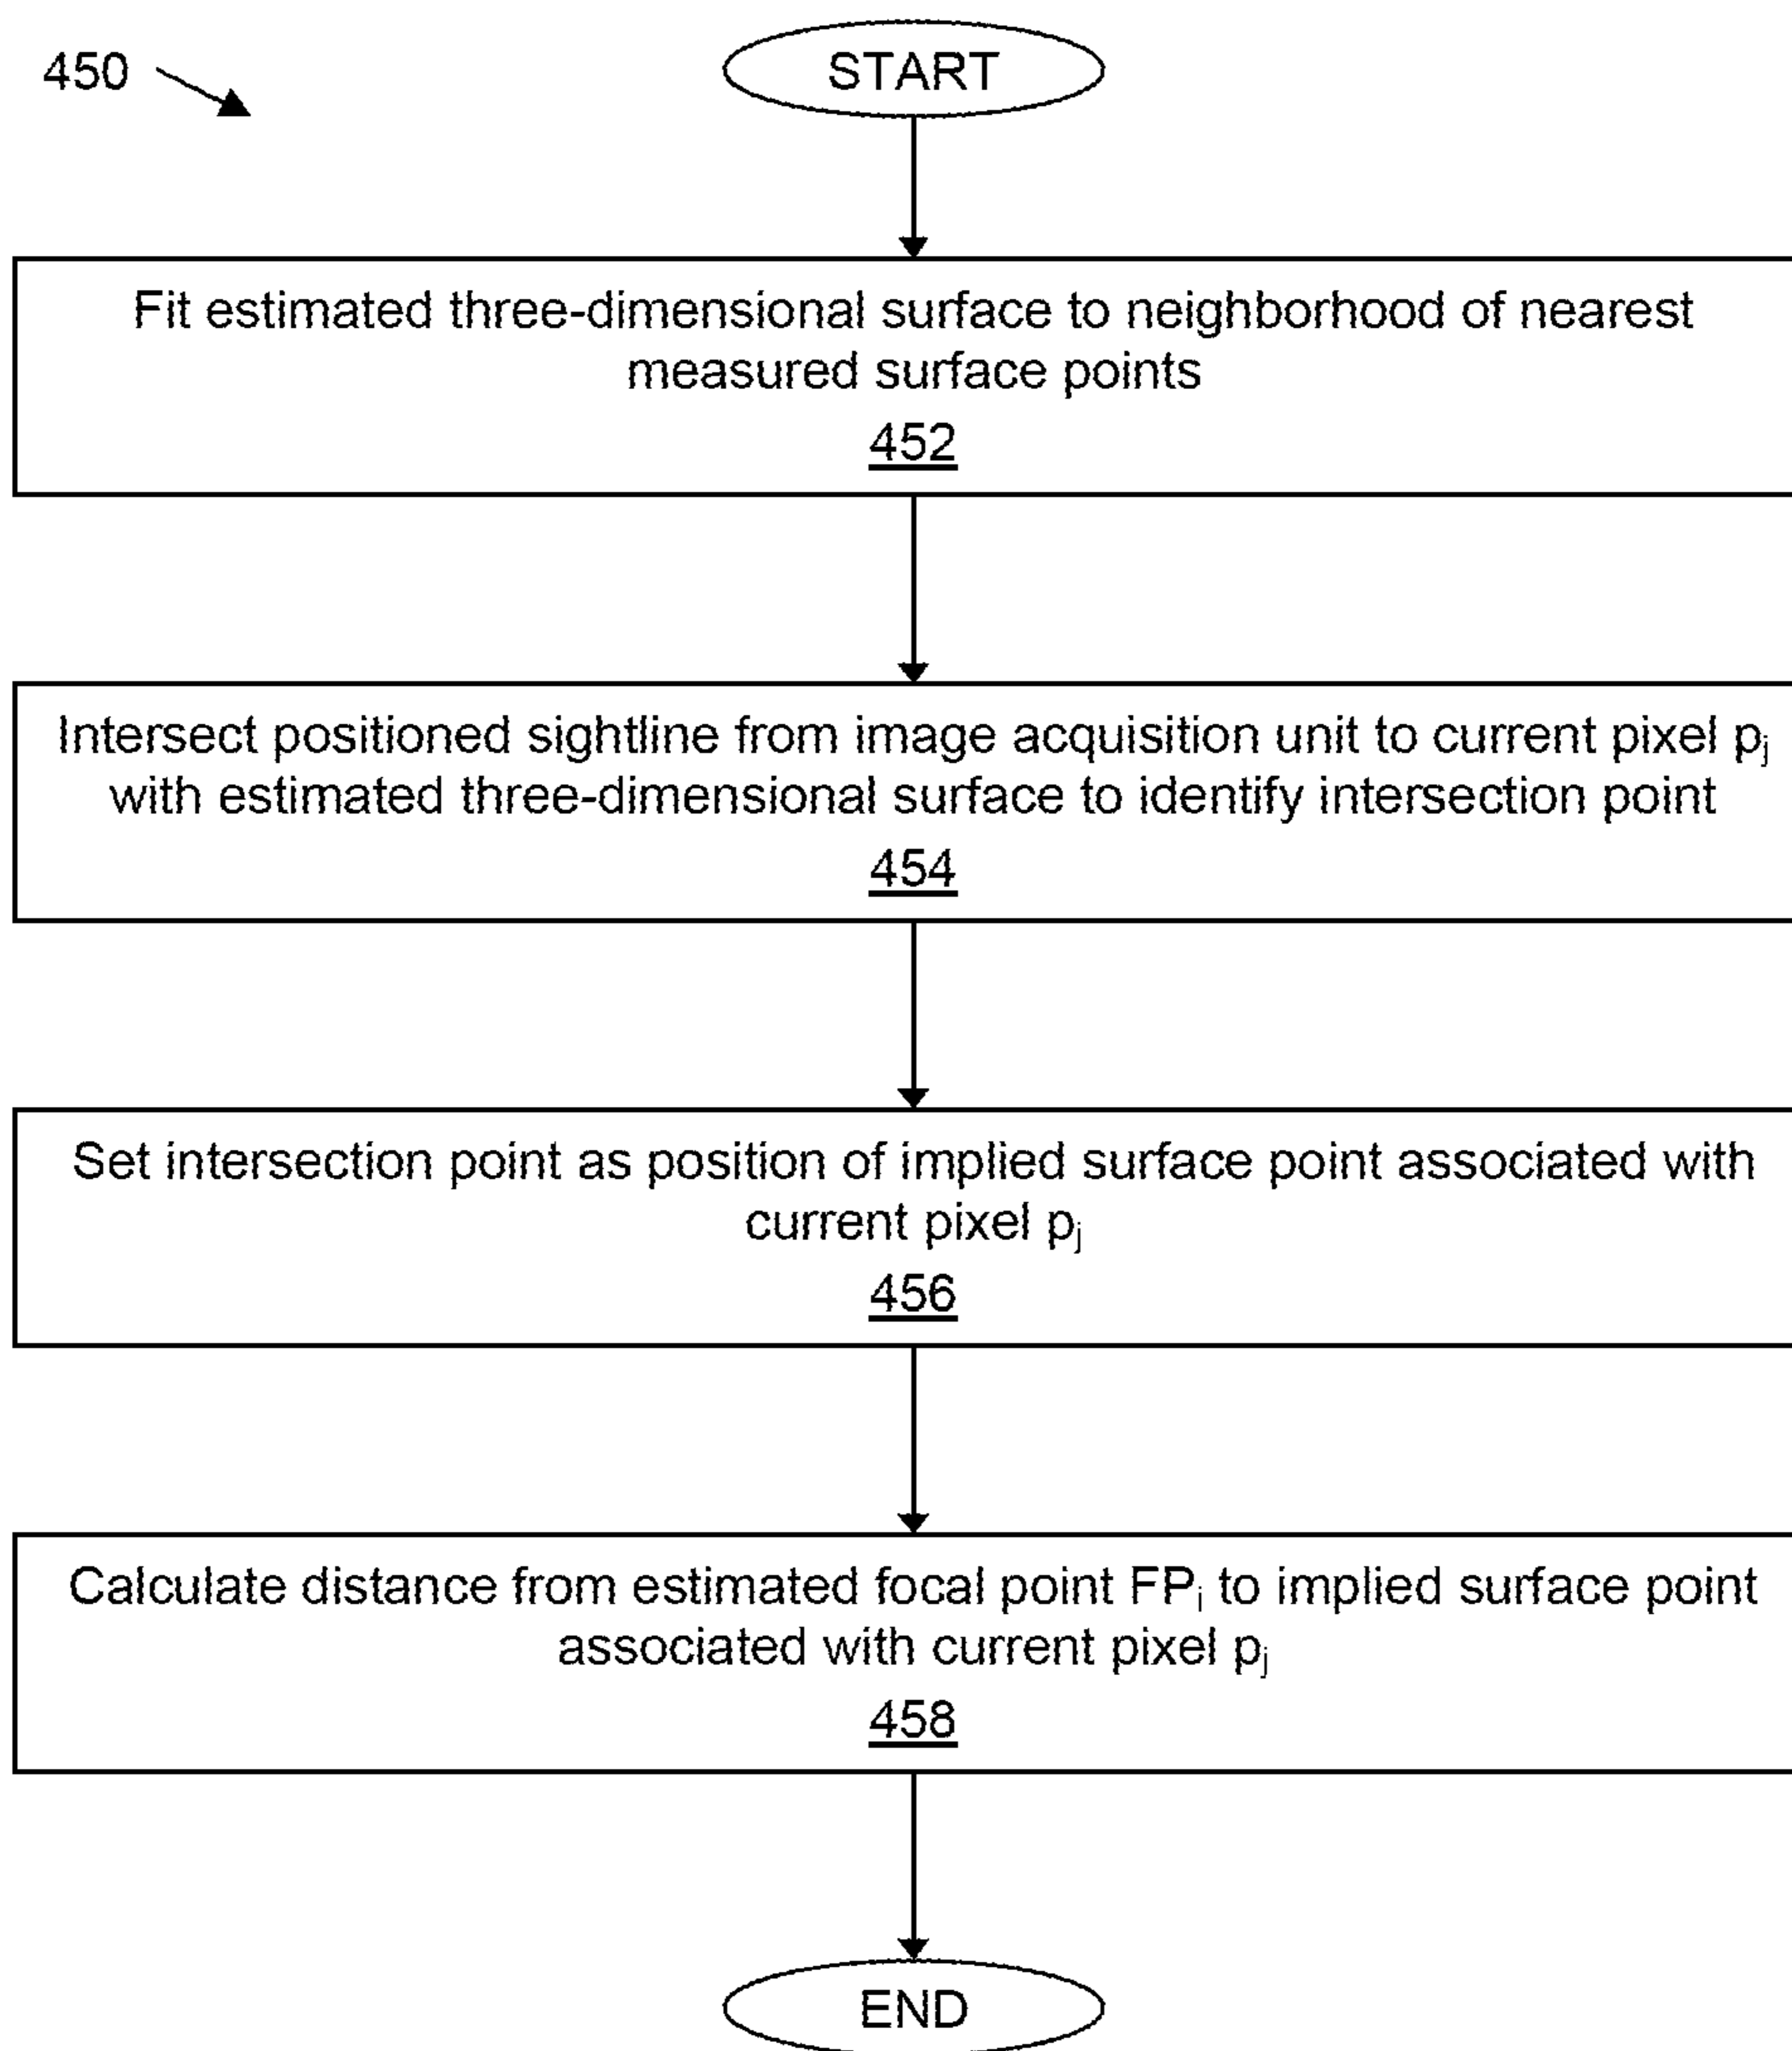 450
START
Fit estimated three-dimensional surface to neighborhood of nearest
measured surface points
452
Intersect positioned sightline from image acquisition unit to current pixel pj
with estimated three-dimensional surface to identify intersection point
454
Set intersection point as position of implied surface point associated with
current pixel pj
456
Calculate distance from estimated focal point FPi to implied surface point
associated with current pixel pj
458
END